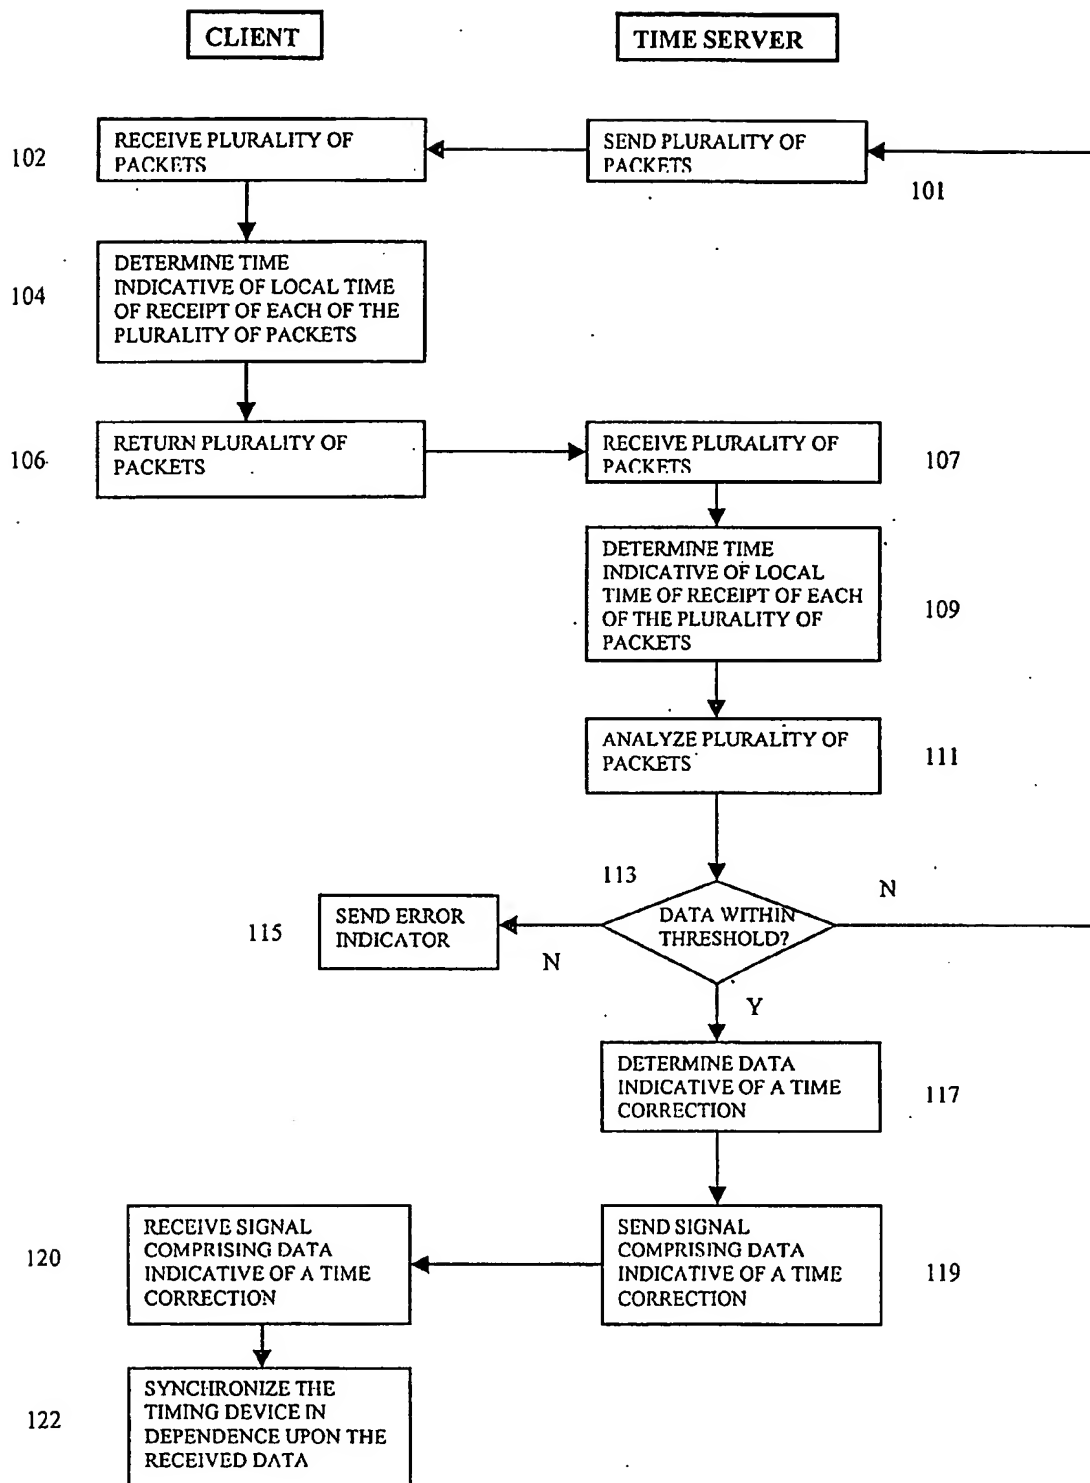 CLIENT
TIME SERVER
102
RECEIVE PLURALITY OF
PACKETS
SEND PLURALITY OF
PACKETS
101
104
DETERMINE TIME
INDICATIVE OF LOCAL TIME
OF RECEIPT OF EACH OF THE
PLURALITY OF PACKETS
106
RETURN PLURALITY OF
PACKETS
RECEIVE PLURALITY OF
PACKETS
107
DETERMINE TIME
INDICATIVE OF LOCAL
TIME OF RECEIPT OF EACH
OF THE PLURALITY OF
PACKETS
109
ANALYZE PLURALITY OF
PACKETS
111
113
DATA WITHIN
THRESHOLD?
N
115
SEND ERROR
INDICATOR
N
Y
DETERMINE DATA
INDICATIVE OF A TIME
CORRECTION
117
120
RECEIVE SIGNAL
COMPRISING DATA
INDICATIVE OF A TIME
CORRECTION
SEND SIGNAL
COMPRISING DATA
INDICATIVE OF A TIME
CORRECTION
119
122
SYNCHRONIZE THE
TIMING DEVICE IN
DEPENDENCE UPON THE
RECEIVED DATA